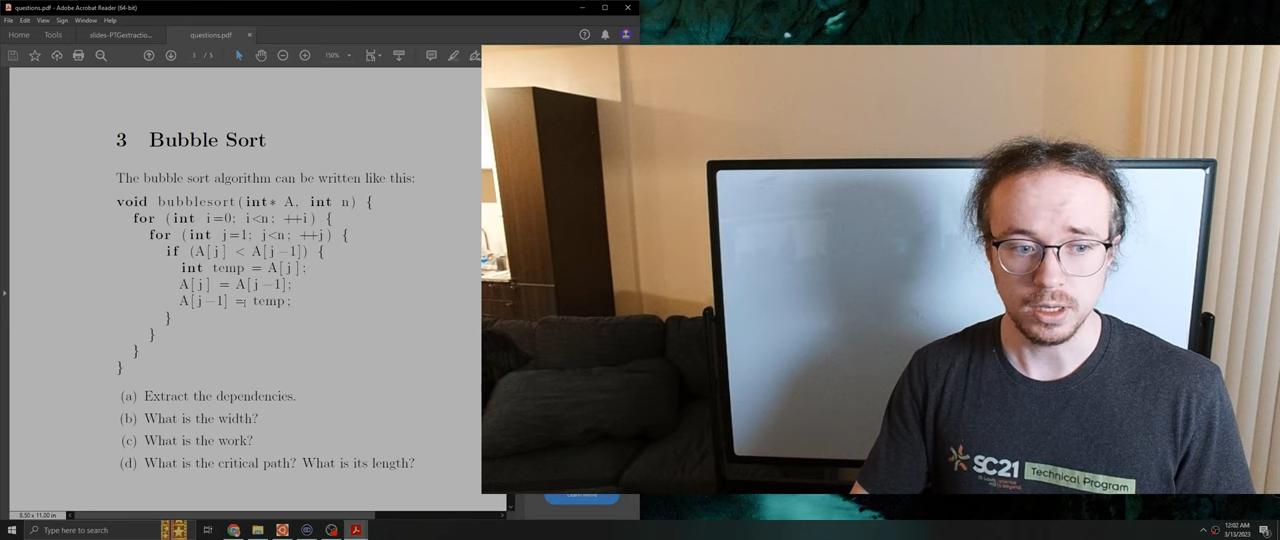 questions.pdf - Adobe Acrobat Reader (64-bit)
File Edit View Sign Window Help
Home Tools slides-PTGestractio... questions.pdf ×
3 / 5 150%
3 Bubble Sort
The bubble sort algorithm can be written like this:
void bubblesort(int* A, int n) {
for (int i=0; i<n; ++i) {
for (int j=1; j<n; ++j) {
if (A[j] < A[j-1]) {
int temp = A[j];
A[j] = A[j-1];
A[j-1] = temp;
}
}
}
}
(a) Extract the dependencies.
(b) What is the width?
(c) What is the work?
(d) What is the critical path? What is its length?
8.50 x 11.00 in
Learn More
SC21
Technical Program
Type here to search
12:02 AM
3/13/2023